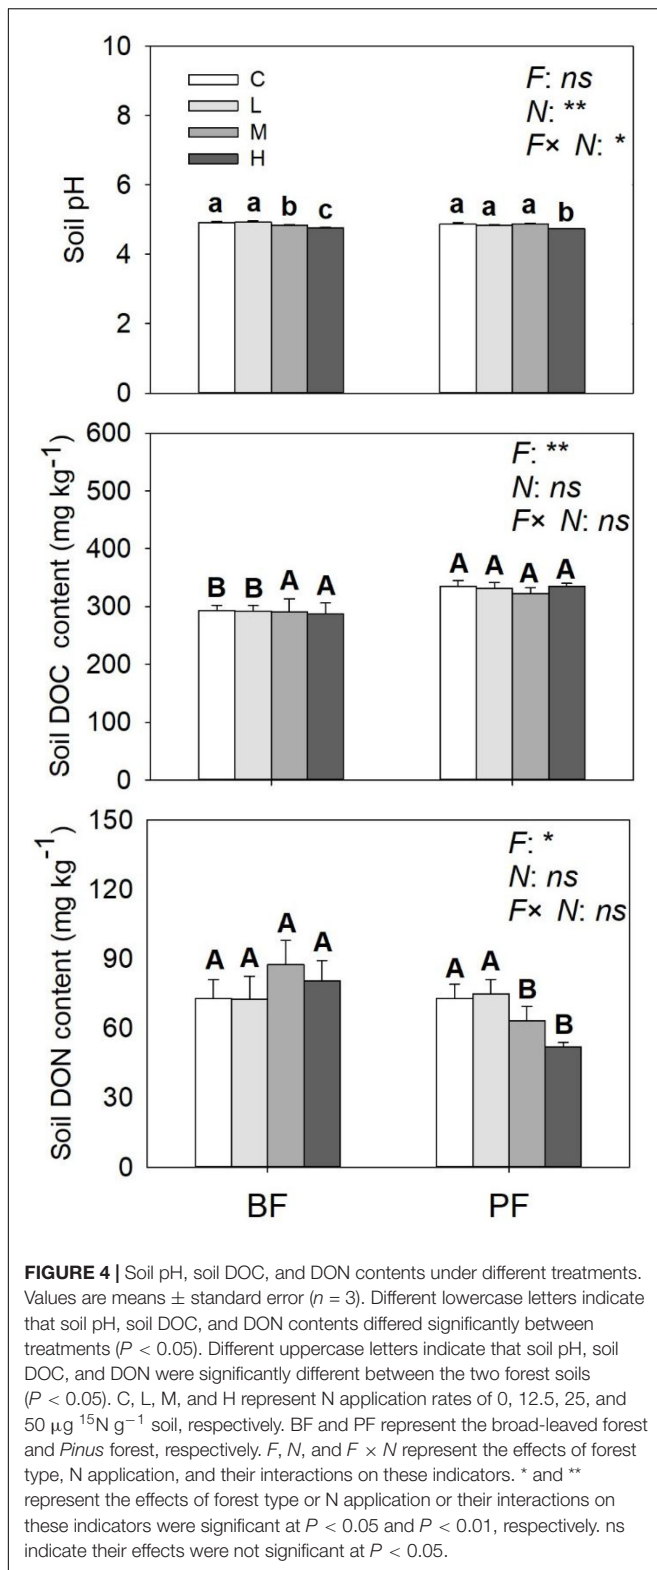 10
8
6
4
2
0
Soil pH
C
L
M
H
F: ns
N: **
F× N: *
a a b c
a a a b
600
500
400
300
200
100
0
Soil DOC content (mg kg-1)
F: **
N: ns
F× N: ns
B B A A
A A A A
150
120
90
60
30
0
Soil DON content (mg kg-1)
F: *
N: ns
F× N: ns
A A A A
A A B B
BF PF
FIGURE 4 | Soil pH, soil DOC, and DON contents under different treatments.
Values are means ± standard error (n = 3). Different lowercase letters indicate
that soil pH, soil DOC, and DON contents differed significantly between
treatments (P < 0.05). Different uppercase letters indicate that soil pH, soil
DOC, and DON were significantly different between the two forest soils
(P < 0.05). C, L, M, and H represent N application rates of 0, 12.5, 25, and
50 μg 15N g−1 soil, respectively. BF and PF represent the broad-leaved forest
and Pinus forest, respectively. F, N, and F × N represent the effects of forest
type, N application, and their interactions on these indicators. * and **
represent the effects of forest type or N application or their interactions on
these indicators were significant at P < 0.05 and P < 0.01, respectively. ns
indicate their effects were not significant at P < 0.05.